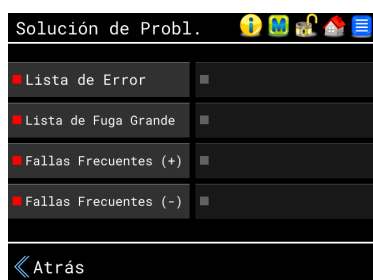 Solución de Probl.
i M
Lista de Error
Lista de Fuga Grande
Fallas Frecuentes (+)
Fallas Frecuentes (-)
Atrás